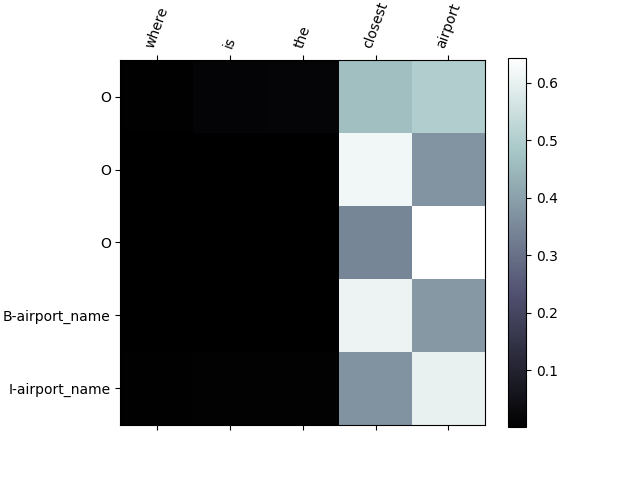 where is the closest airport
O
O
O
B-airport_name
I-airport_name
0.6
0.5
0.4
0.3
0.2
0.1